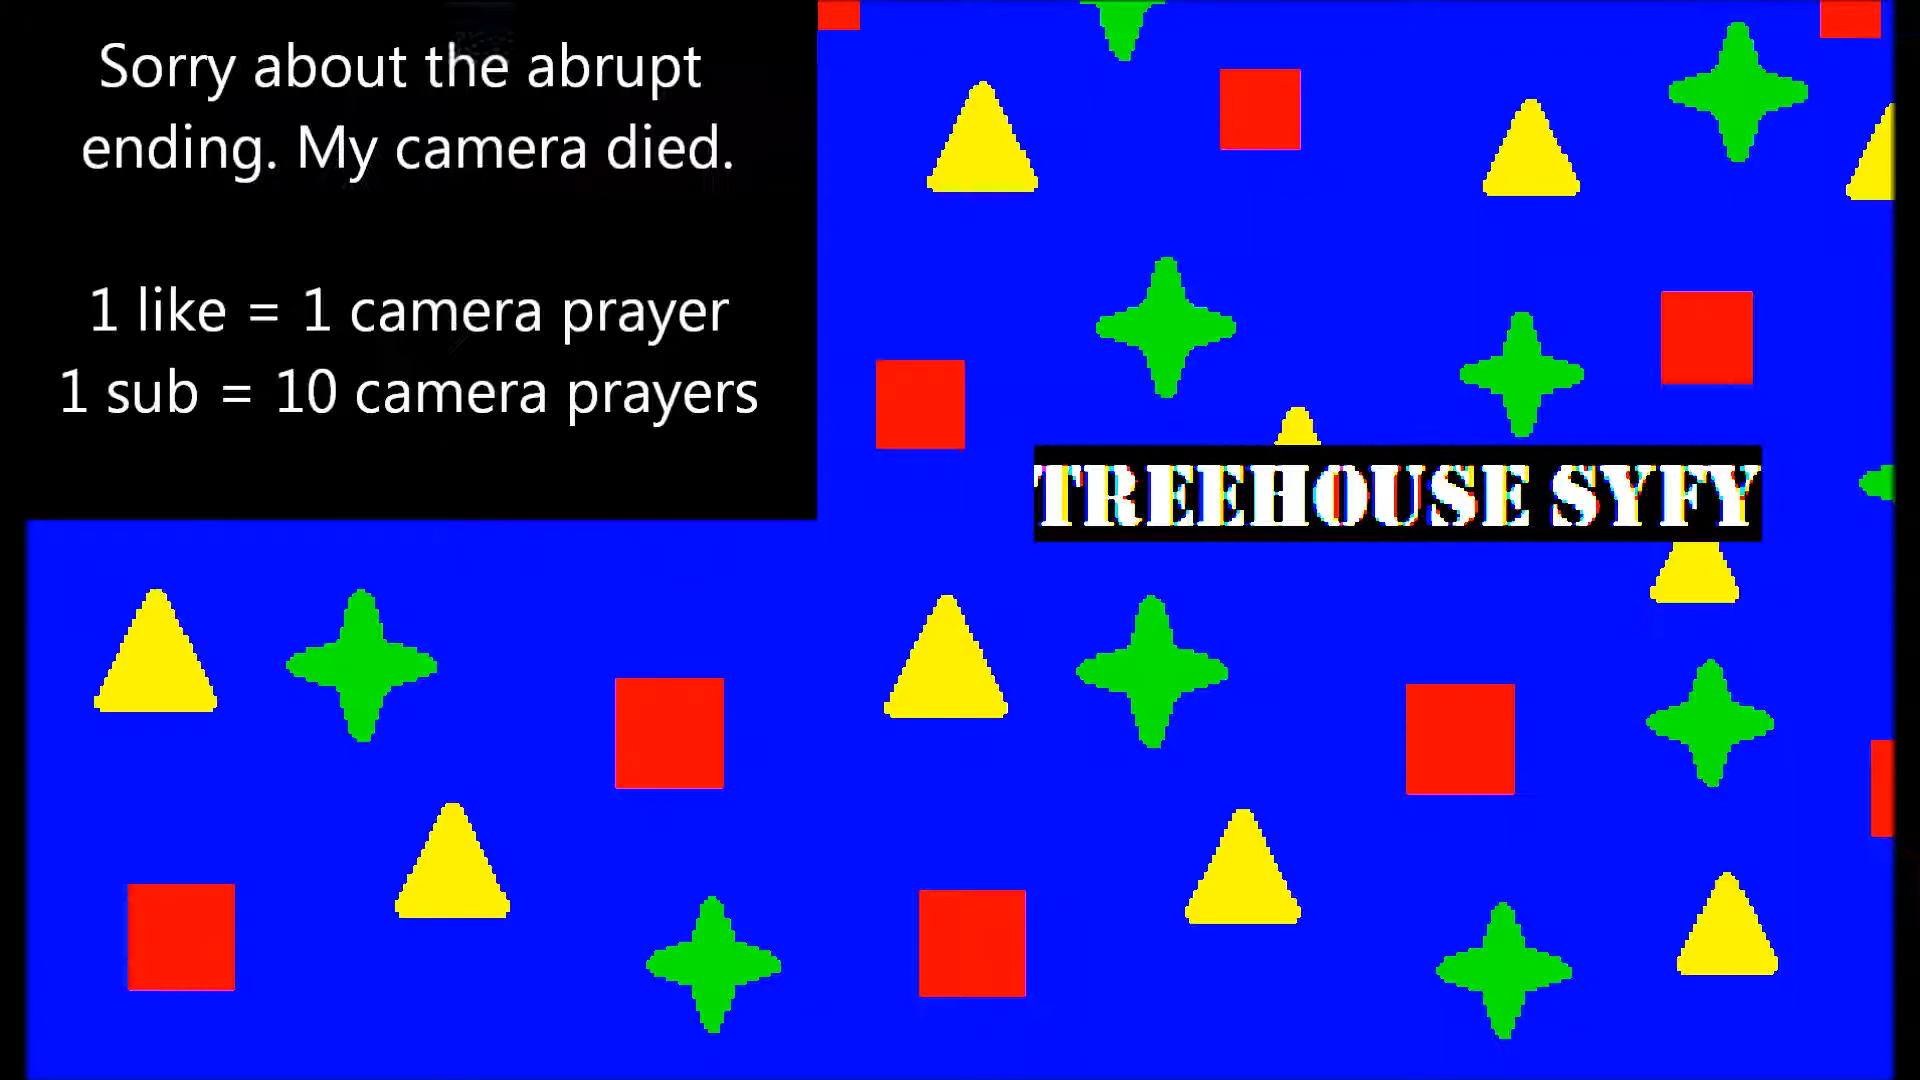 Sorry about the abrupt
ending. My camera died.
1 like = 1 camera prayer
1 sub = 10 camera prayers
TREEHOUSE SYFY